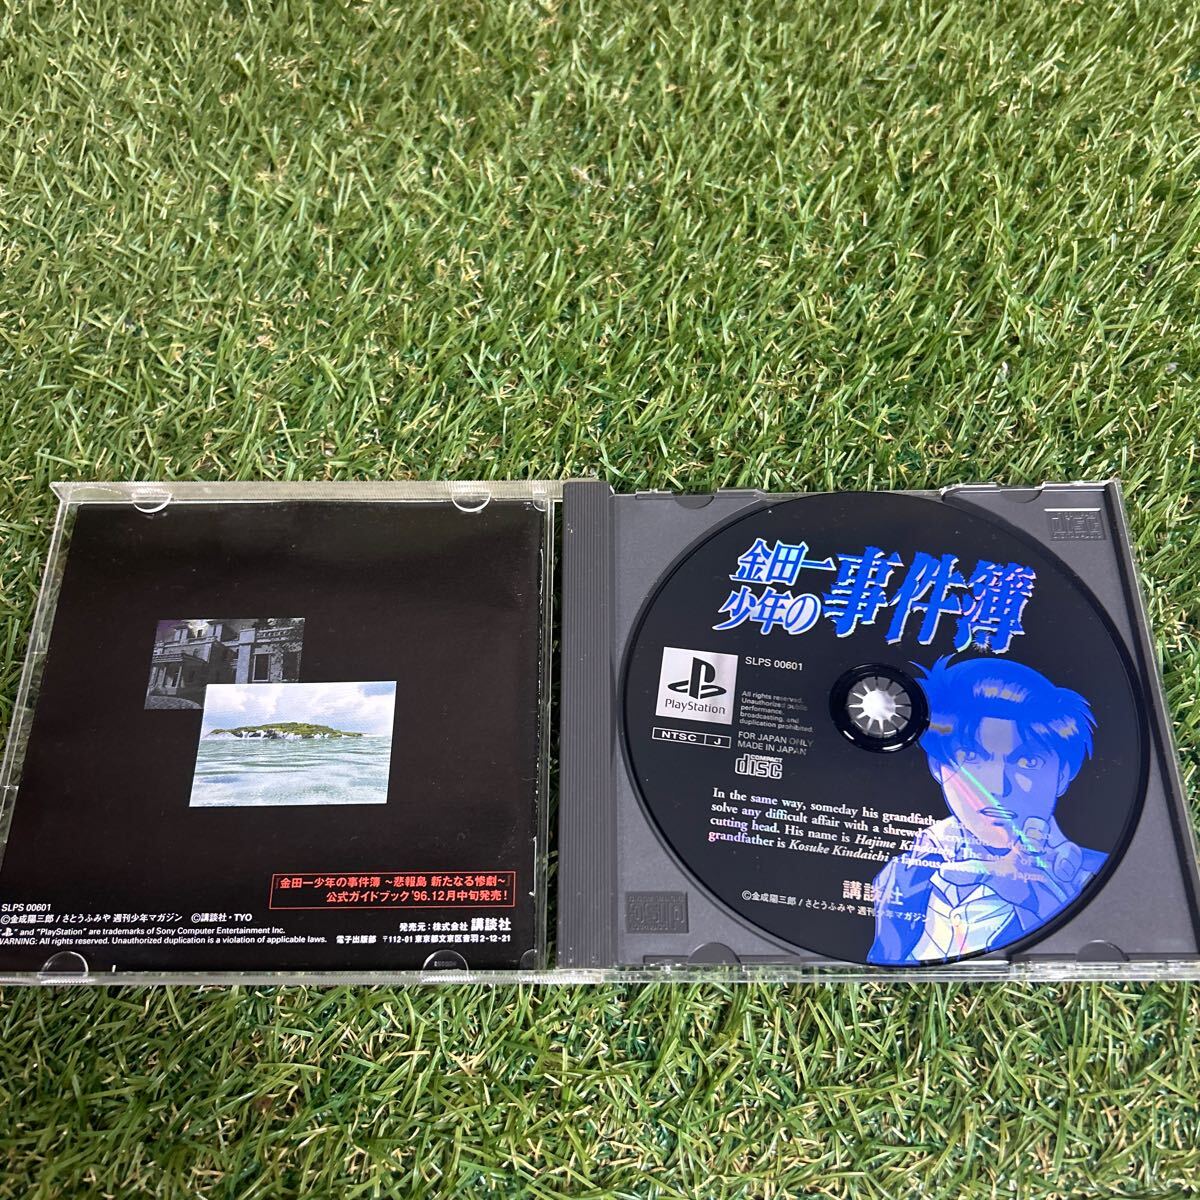 『金田一少年の事件簿 ～悲報島 新たなる惨劇～』
公式ガイドブック'96.12月中旬発売！
SLPS 00601
©金成陽三郎/さとうふみや 週刊少年マガジン ©講談社・TYO
" " and "PlayStation" are trademarks of Sony Computer Entertainment Inc.
WARNING: All rights reserved. Unauthorized duplication is a violation of applicable laws.
発売元：株式会社 講談社
電子出版部 〒112-01 東京都文京区音羽2-12-21
金田一
少年の
事件簿
SLPS 00601
PlayStation
All rights reserved.
Unauthorized public
performance,
broadcasting, and
duplication prohibited.
NTSC J
FOR JAPAN ONLY
MADE IN JAPAN
COMPACT
disc
In the same way, someday his grandfather
solve any difficult affair with a shrewd
cutting head. His name is Hajime Kindaichi. The name of his
grandfather is Kosuke Kindaichi a famous of Japan.
講談社
©金成陽三郎/さとうふみや 週刊少年マガジン
disc